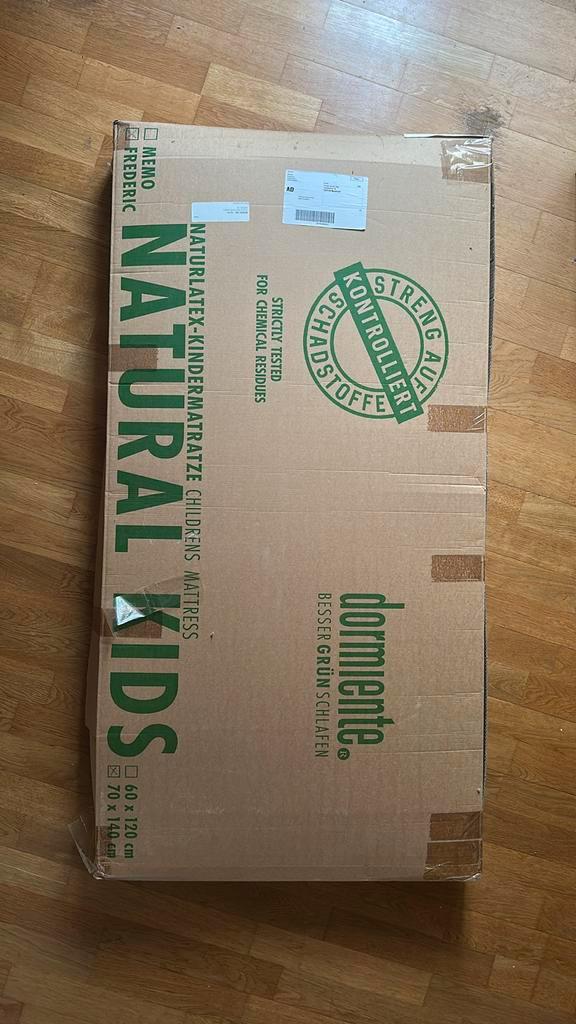 STRENG AUF
KONTROLLIERT
SCHADSTOFFE
dormiente®
BESSER GRÜN SCHLAFEN
STRICTLY TESTED
FOR CHEMICAL RESIDUES
NATURLATEX-KINDERMATRATZE CHILDRENS MATTRESS
NATURAL KIDS
MEMO
FREDERIC
60 x 120 cm
70 x 140 cm